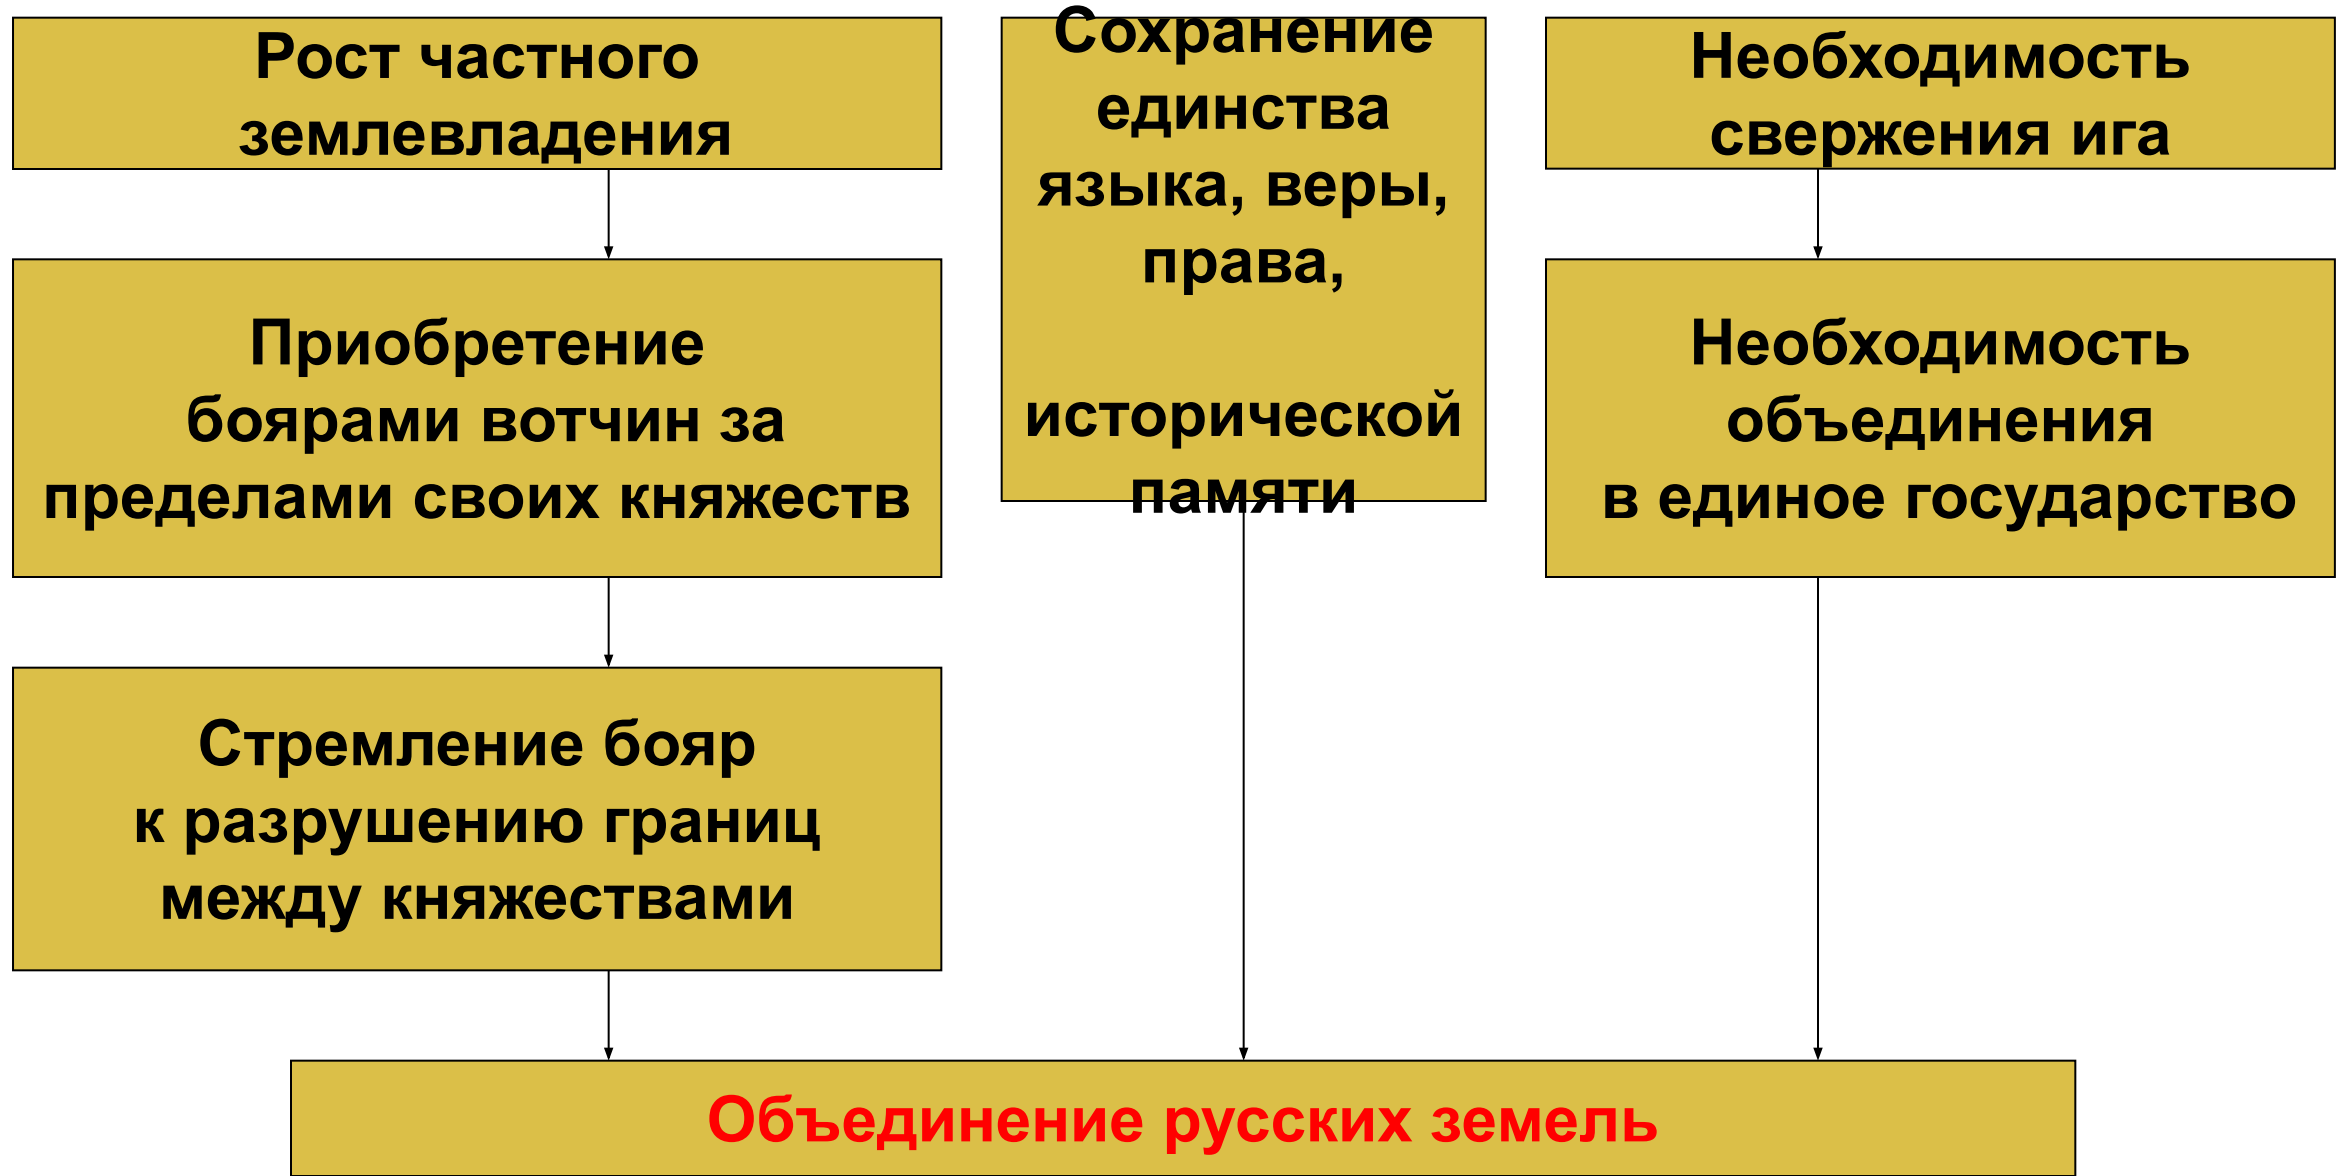 Рост частного
землевладения
Приобретение
боярами вотчин за
пределами своих княжеств
Стремление бояр
к разрушению границ
между княжествами
Сохранение
единства
языка, веры,
права,
исторической
памяти
Необходимость
свержения ига
Необходимость
объединения
в единое государство
Объединение русских земель